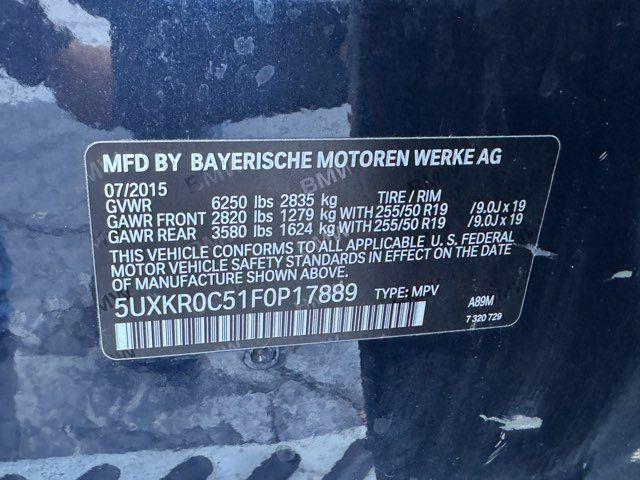 MFD BY BAYERISCHE MOTOREN WERKE AG
07/2015 TIRE / RIM
GVWR 6250 lbs 2835 kg
GAWR FRONT 2820 lbs 1279 kg WITH 255/50 R19 /9.0J x 19
GAWR REAR 3580 lbs 1624 kg WITH 255/50 R19 /9.0J x 19
THIS VEHICLE CONFORMS TO ALL APPLICABLE U. S. FEDERAL
MOTOR VEHICLE SAFETY STANDARDS IN EFFECT ON THE DATE
OF MANUFACTURE SHOWN ABOVE.
5UXKR0C51F0P17889 TYPE: MPV A89M
7 320 729